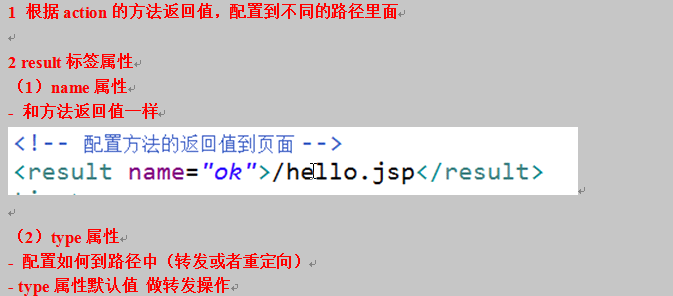 1 根据 action 的方法返回值，配置到不同的路径里面
2 result 标签属性
（1）name 属性
- 和方法返回值一样
<!-- 配置方法的返回值到页面 -->
<result name="ok">/hello.jsp</result>
（2）type 属性
- 配置如何到路径中（转发或者重定向）
- type 属性默认值 做转发操作